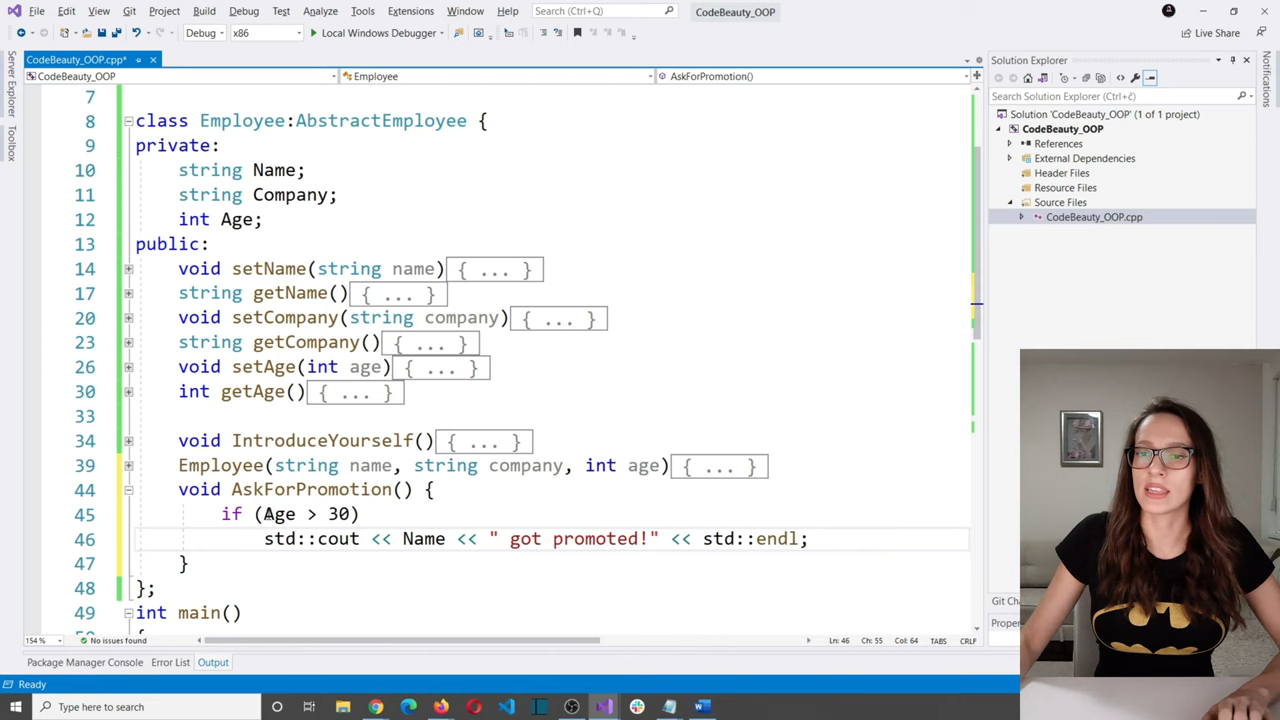 File Edit View Git Project Build Debug Test Analyze Tools Extensions Window Help Search (Ctrl+Q) CodeBeauty_OOP
Debug x86 Local Windows Debugger Live Share
CodeBeauty_OOP.cpp*
CodeBeauty_OOP Employee AskForPromotion()
Server Explorer
Toolbox
7
8 class Employee:AbstractEmployee {
9 private:
10 string Name;
11 string Company;
12 int Age;
13 public:
14 void setName(string name){ ... }
17 string getName(){ ... }
20 void setCompany(string company){ ... }
23 string getCompany(){ ... }
26 void setAge(int age){ ... }
30 int getAge(){ ... }
33
34 void IntroduceYourself(){ ... }
39 Employee(string name, string company, int age){ ... }
44 void AskForPromotion() {
45 if (Age > 30)
46 std::cout << Name << " got promoted!" << std::endl;
47 }
48 };
49 int main()
154 % No issues found Ln: 46 Ch: 55 Col: 64 TABS CRLF
Package Manager Console Error List Output
Ready
Solution Explorer
Search Solution Explorer (Ctrl+č)
Solution 'CodeBeauty_OOP' (1 of 1 project)
CodeBeauty_OOP
References
External Dependencies
Header Files
Resource Files
Source Files
CodeBeauty_OOP.cpp
Notifications
Git Ch
Proper
Type here to search